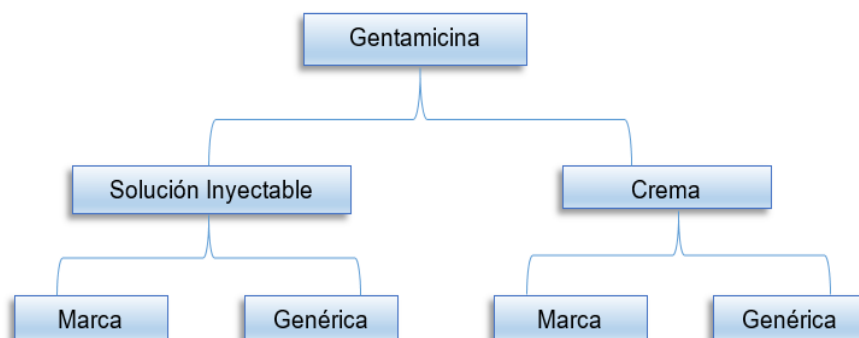 Gentamicina
Solución Inyectable
Crema
Marca
Genérica
Marca
Genérica